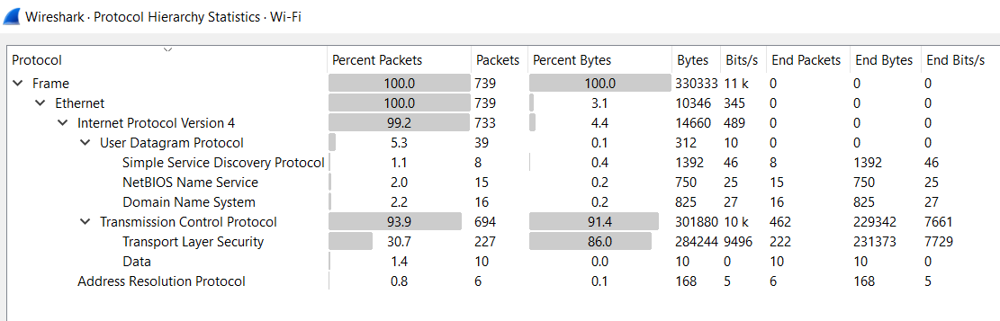 Wireshark · Protocol Hierarchy Statistics · Wi-Fi
Protocol Percent Packets Packets Percent Bytes Bytes Bits/s End Packets End Bytes End Bits/s
Frame 100.0 739 100.0 330333 11 k 0 0 0
Ethernet 100.0 739 3.1 10346 345 0 0 0
Internet Protocol Version 4 99.2 733 4.4 14660 489 0 0 0
User Datagram Protocol 5.3 39 0.1 312 10 0 0 0
Simple Service Discovery Protocol 1.1 8 0.4 1392 46 8 1392 46
NetBIOS Name Service 2.0 15 0.2 750 25 15 750 25
Domain Name System 2.2 16 0.2 825 27 16 825 27
Transmission Control Protocol 93.9 694 91.4 301880 10 k 462 229342 7661
Transport Layer Security 30.7 227 86.0 284244 9496 222 231373 7729
Data 1.4 10 0.0 10 0 10 10 0
Address Resolution Protocol 0.8 6 0.1 168 5 6 168 5